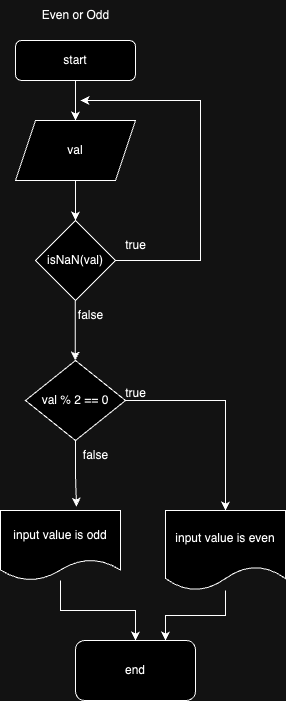 Even or Odd
start
val
true
isNaN(val)
false
true
val % 2 == 0
false
input value is odd
input value is even
end